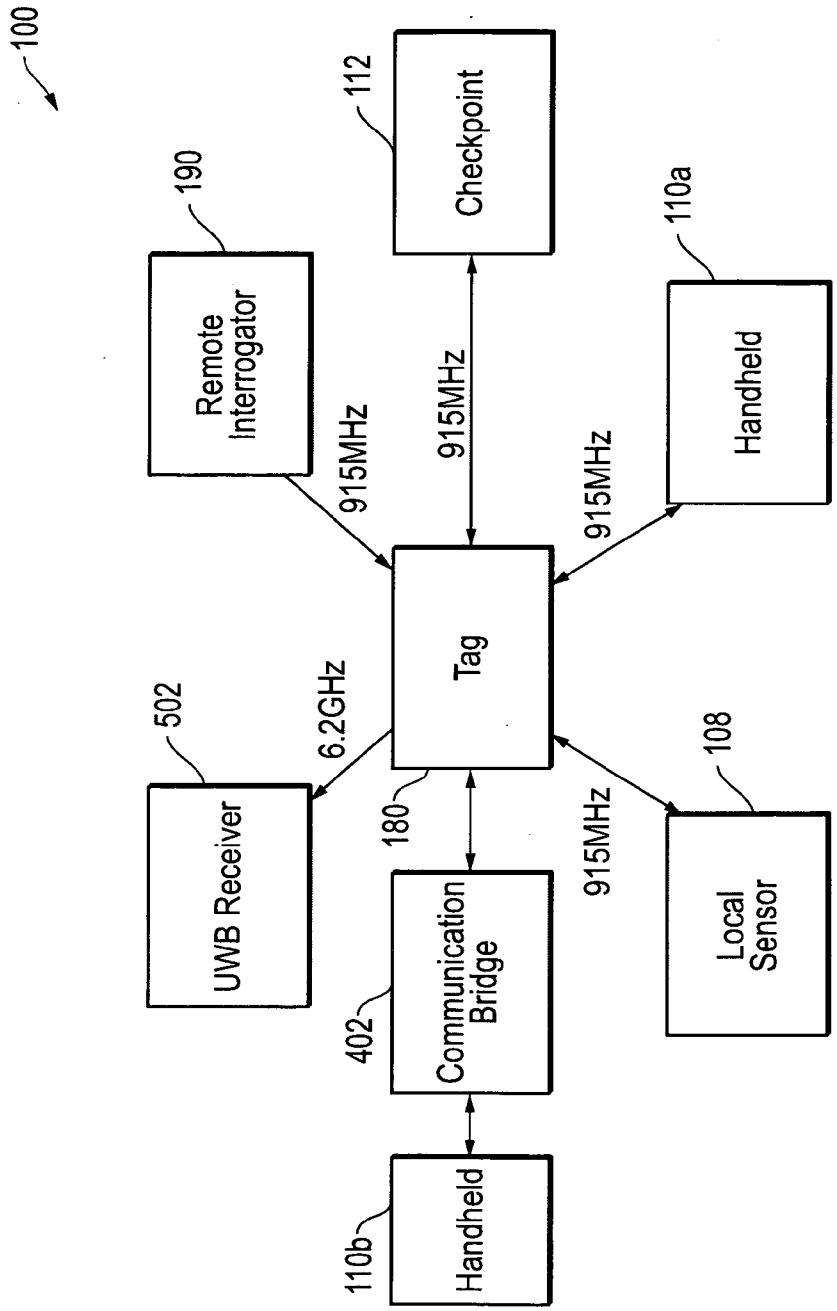 100
502
UWB Receiver
6.2GHz
190
Remote
Interrogator
915MHz
110b
Handheld
402
Communication
Bridge
180
Tag
915MHz
112
Checkpoint
108
Local
Sensor
915MHz
110a
Handheld
915MHz